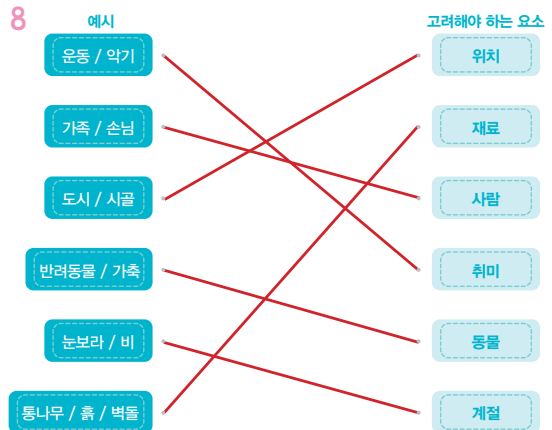 8
예시
고려해야 하는 요소
운동 / 악기
위치
가족 / 손님
재료
도시 / 시골
사람
반려동물 / 가축
취미
눈보라 / 비
동물
통나무 / 흙 / 벽돌
계절